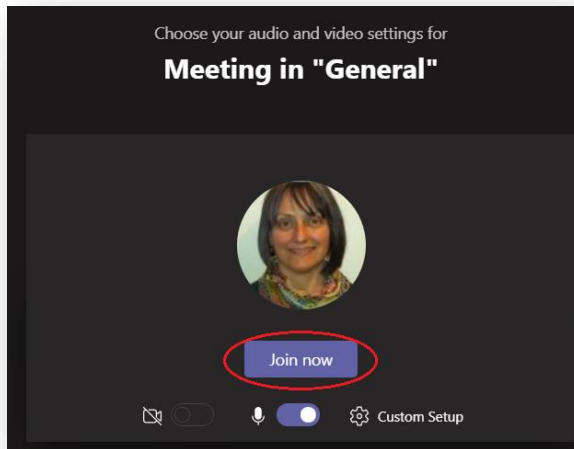 Choose your audio and video settings for
Meeting in "General"
Join now
Custom Setup